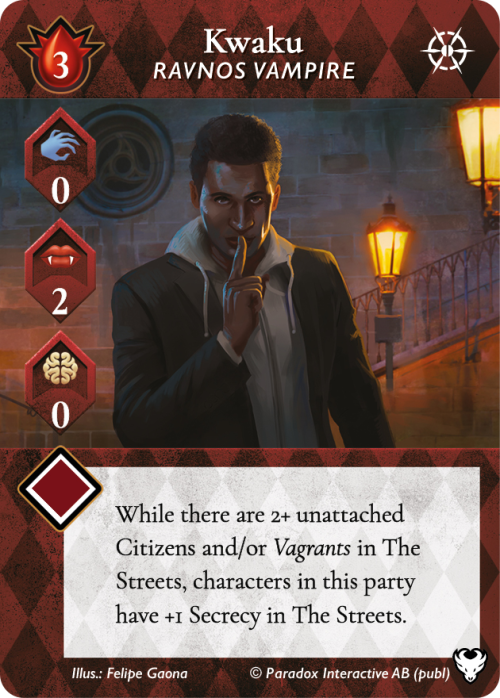 3
Kwaku
RAVNOS VAMPIRE
0
2
0
While there are 2+ unattached
Citizens and/or Vagrants in The
Streets, characters in this party
have +1 Secrecy in The Streets.
Illus.: Felipe Gaona
© Paradox Interactive AB (publ)